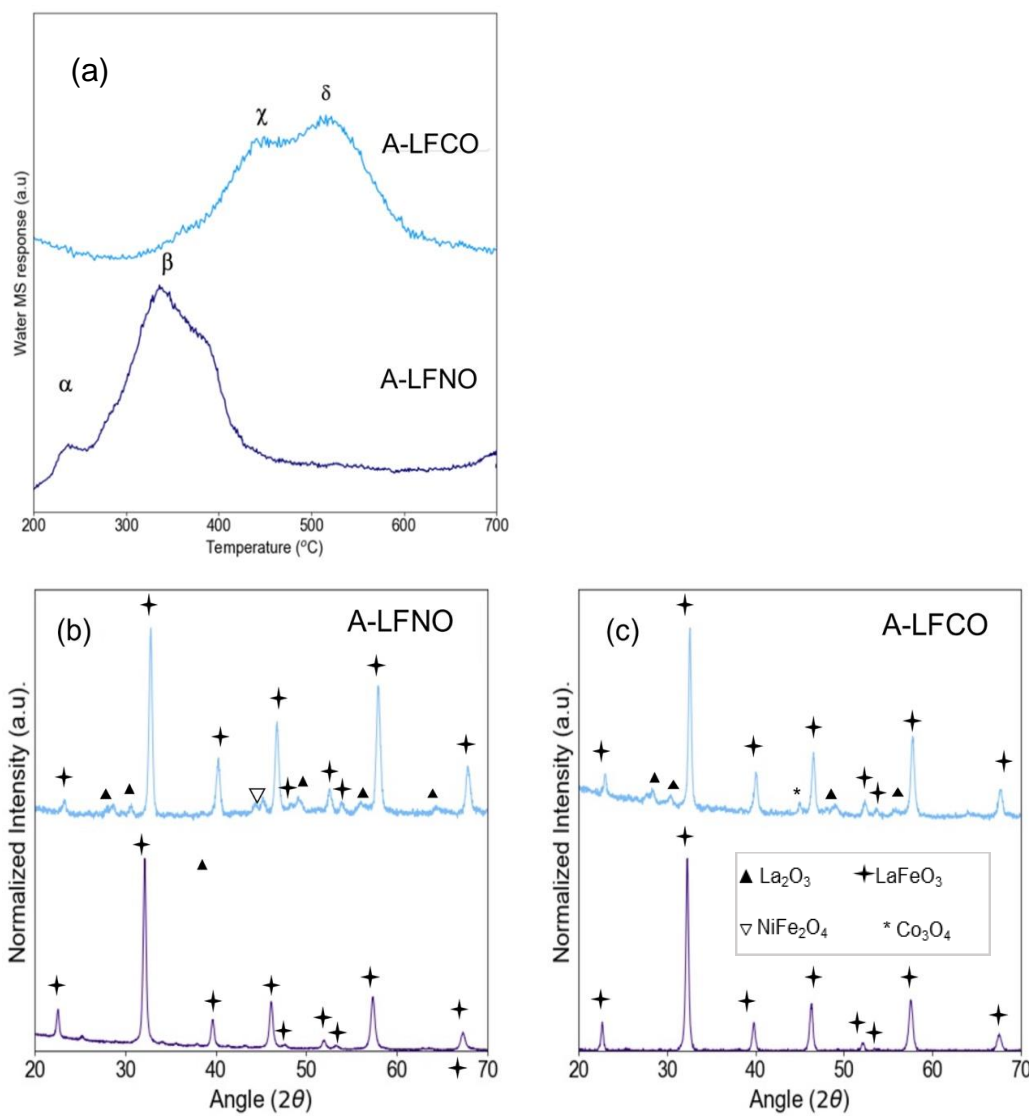 (a)
χ
δ
A-LFCO
β
α
A-LFNO
Water MS response (a.u)
200 300 400 500 600 700
Temperature (°C)
(b)
A-LFNO
Normalized Intensity (a.u).
20 30 40 50 60 70
Angle (2θ)
(c)
A-LFCO
Normalized Intensity (a.u).
La₂O₃
LaFeO₃
NiFe₂O₄
* Co₃O₄
*
20 30 40 50 60 70
Angle (2θ)